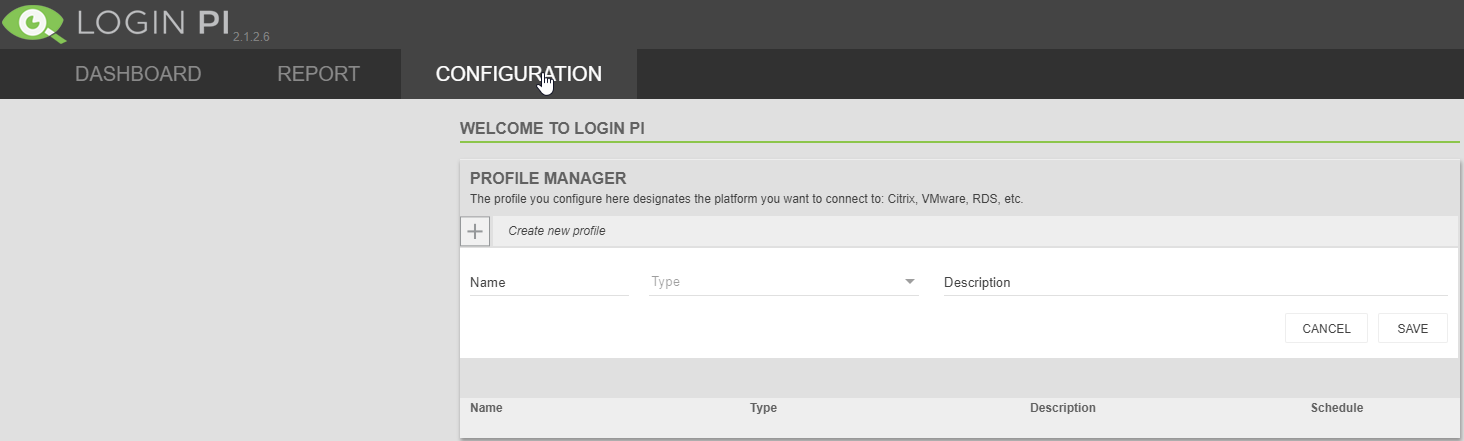 LOGIN PI 2.1.2.6
DASHBOARD REPORT CONFIGURATION
WELCOME TO LOGIN PI
PROFILE MANAGER
The profile you configure here designates the platform you want to connect to: Citrix, VMware, RDS, etc.
Create new profile
Name Type Description
CANCEL SAVE
Name Type Description Schedule